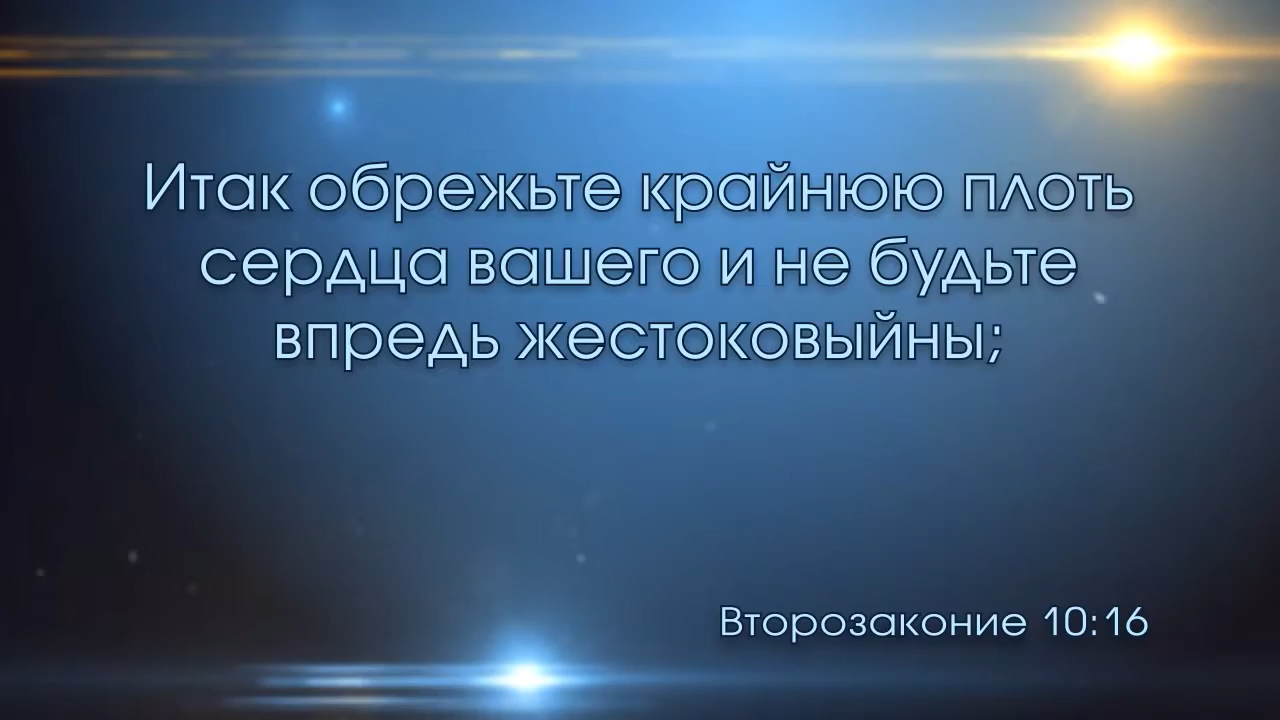 Итак обрежьте крайнюю плоть
сердца вашего и не будьте
впредь жестоковыйны;
Второзаконие 10:16